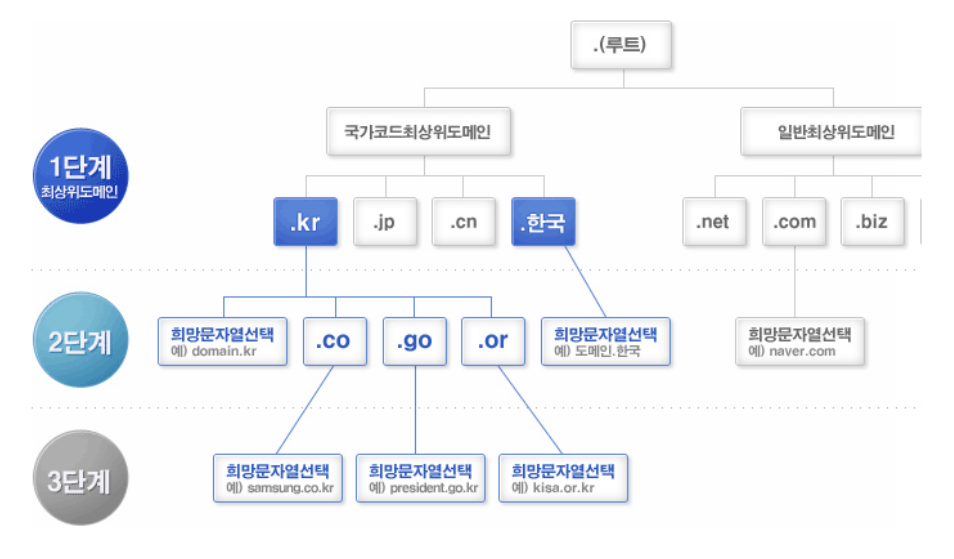 .(루트)
국가코드최상위도메인
일반최상위도메인
1단계
최상위도메인
.kr
.jp
.cn
.한국
.net
.com
.biz
2단계
희망문자열선택
예) domain.kr
.co
.go
.or
희망문자열선택
예) 도메인.한국
희망문자열선택
예) naver.com
3단계
희망문자열선택
예) samsung.co.kr
희망문자열선택
예) president.go.kr
희망문자열선택
예) kisa.or.kr